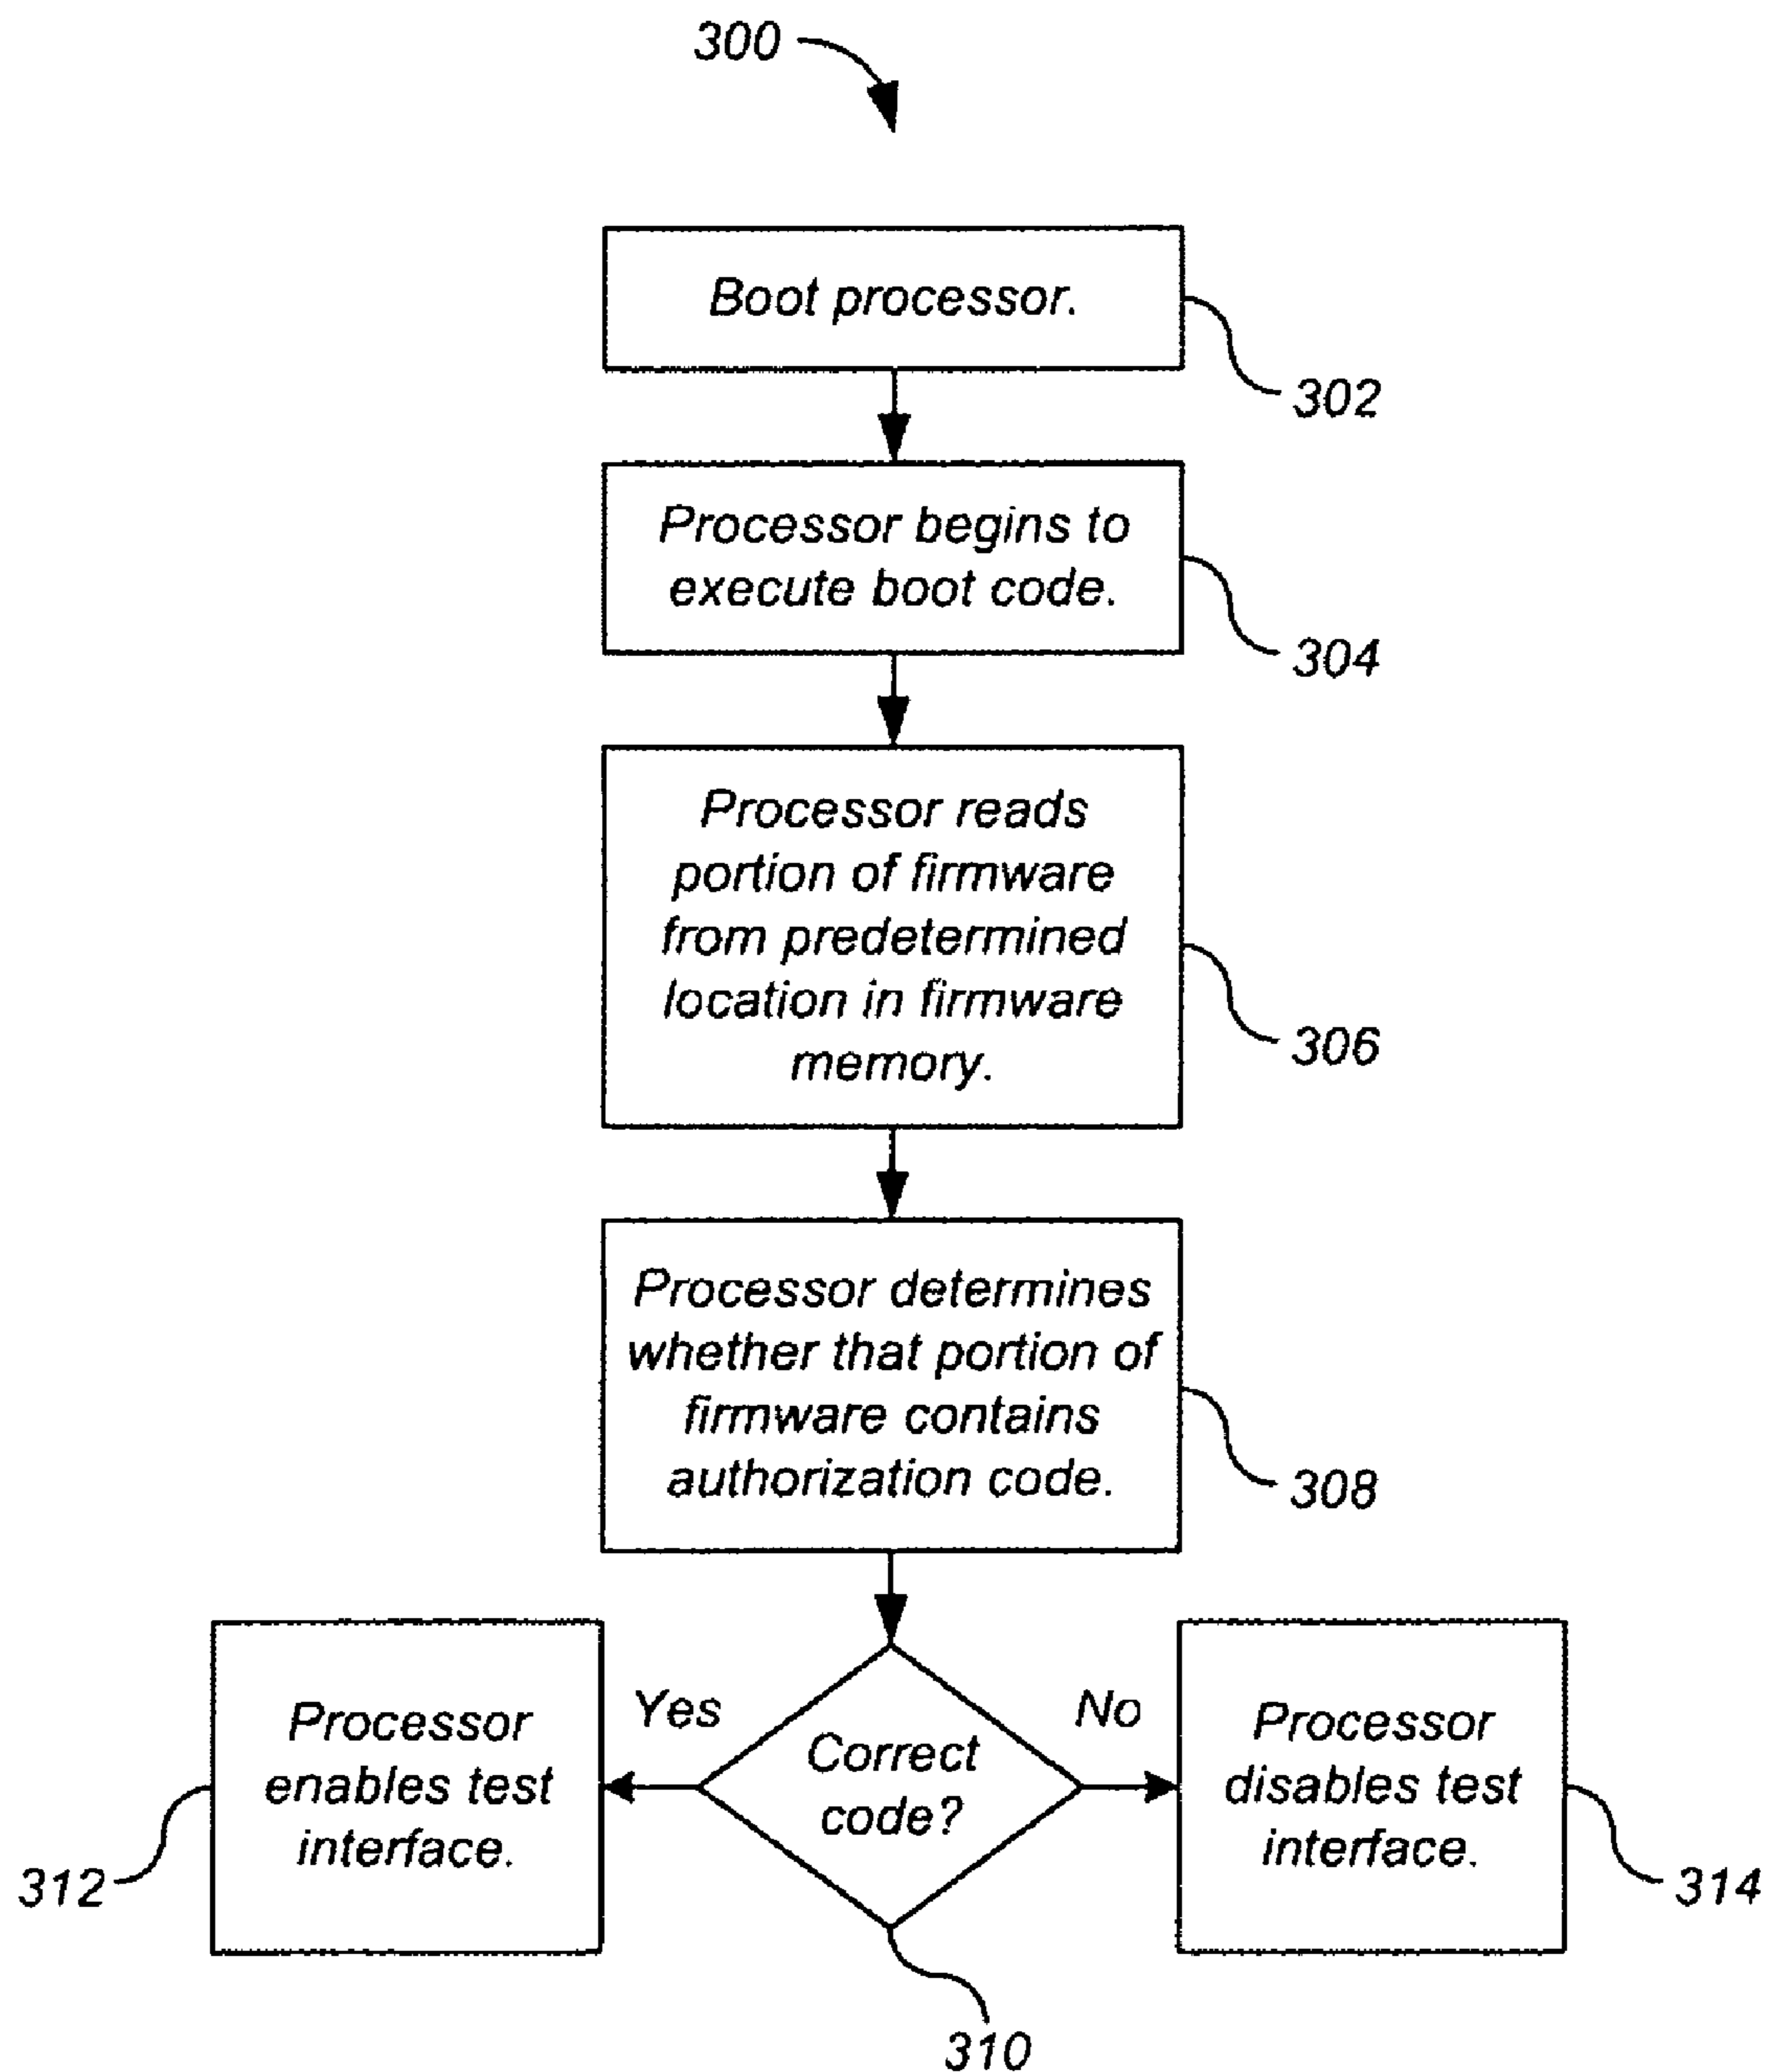 300
Boot processor.
302
Processor begins to
execute boot code.
304
Processor reads
portion of firmware
from predetermined
location in firmware
memory.
306
Processor determines
whether that portion of
firmware contains
authorization code.
308
Processor
enables test
interface.
312
Yes
Correct
code?
310
No
Processor
disables test
interface.
314